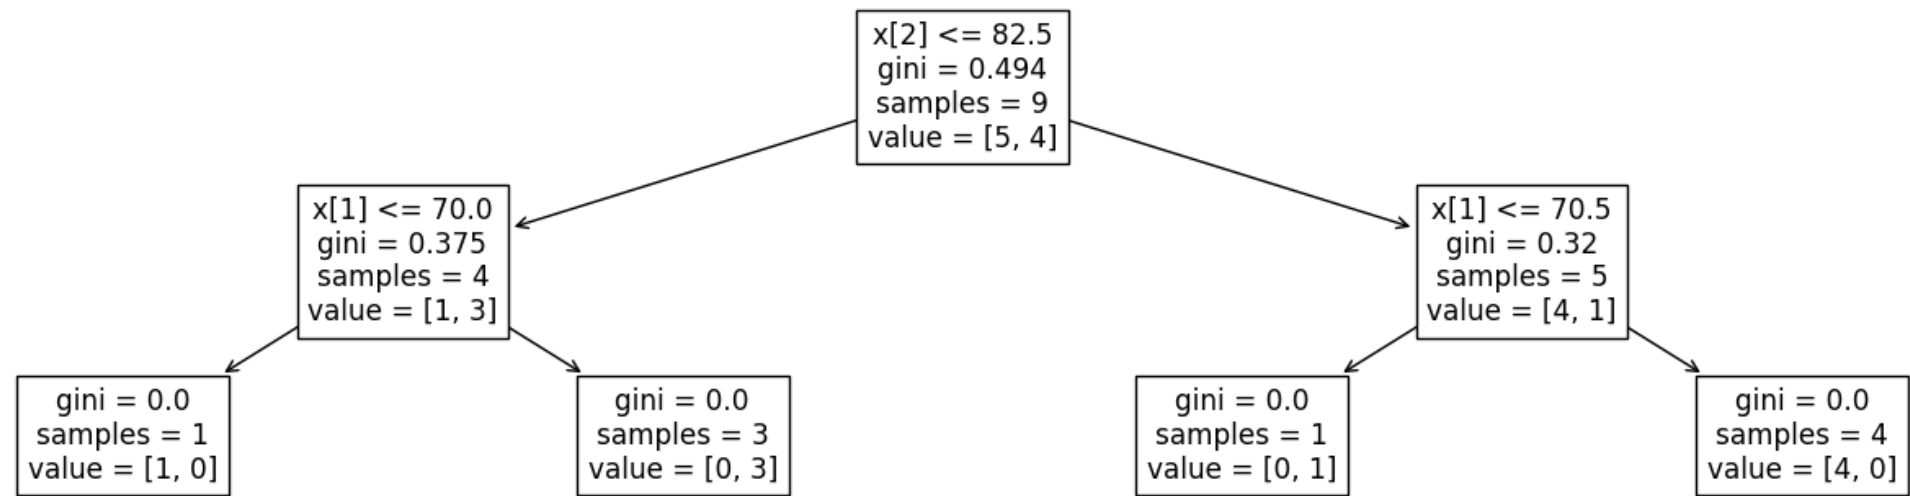 x[2] <= 82.5
gini = 0.494
samples = 9
value = [5, 4]
x[1] <= 70.0
gini = 0.375
samples = 4
value = [1, 3]
x[1] <= 70.5
gini = 0.32
samples = 5
value = [4, 1]
gini = 0.0
samples = 1
value = [1, 0]
gini = 0.0
samples = 3
value = [0, 3]
gini = 0.0
samples = 1
value = [0, 1]
gini = 0.0
samples = 4
value = [4, 0]